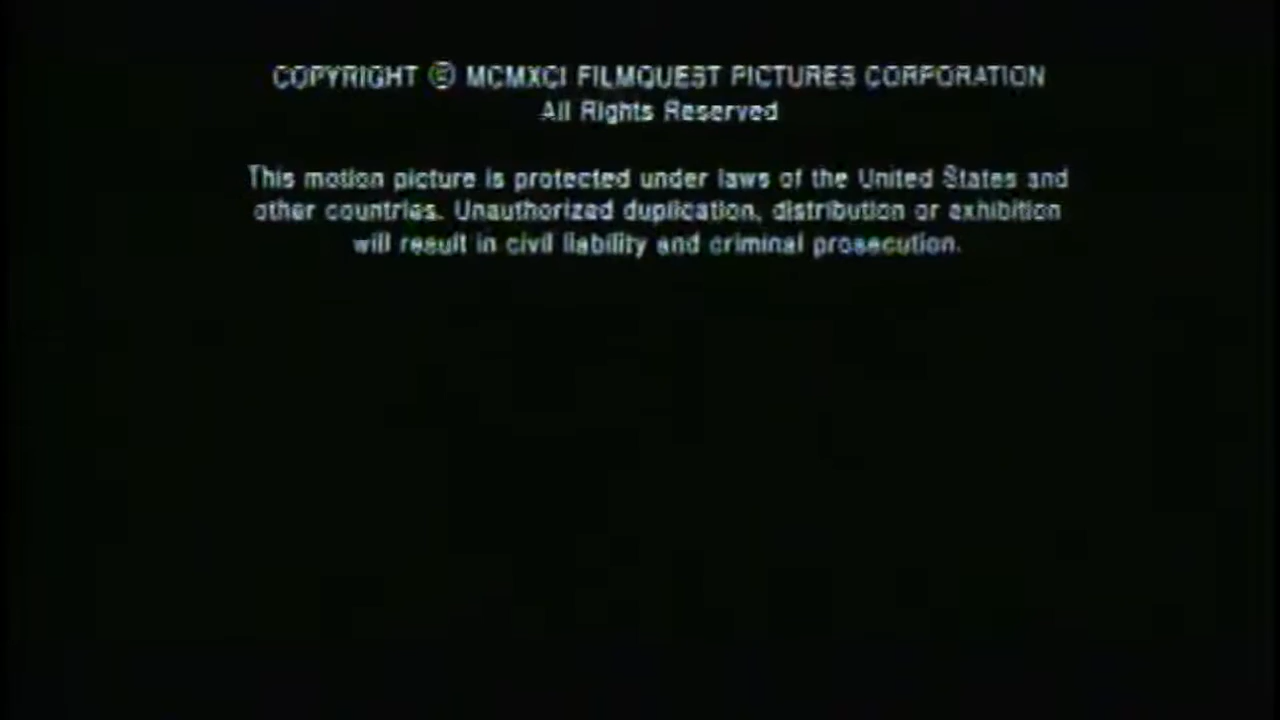 COPYRIGHT © MCMXCI FILMQUEST PICTURES CORPORATION
All Rights Reserved
This motion picture is protected under laws of the United States and
other countries. Unauthorized duplication, distribution or exhibition
will result in civil liability and criminal prosecution.